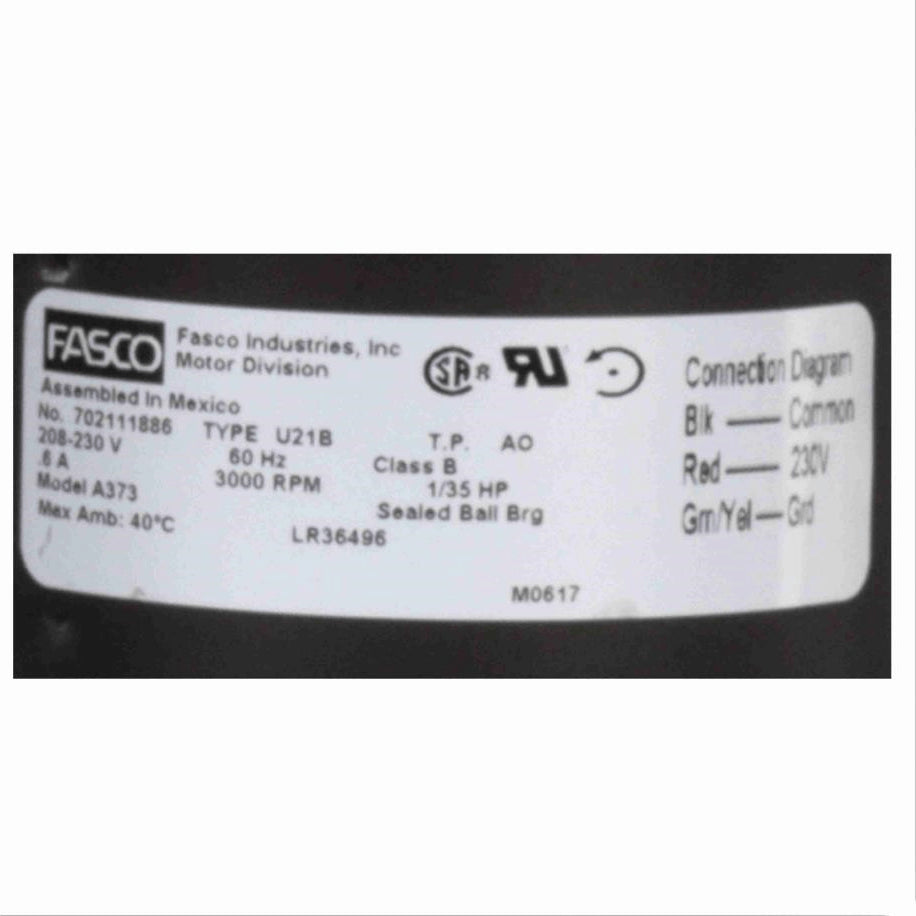 FASCO
Fasco Industries, Inc
Motor Division
Assembled In Mexico
No. 702111886 TYPE U21B
208-230 V 60 Hz
.6 A 3000 RPM
Model A373
Max Amb: 40°C
LR36496
T.P. AO
Class B
1/35 HP
Sealed Ball Brg
M0617
Connection Diagram
Blk — Common
Red — 230V
Grn/Yel — Grd